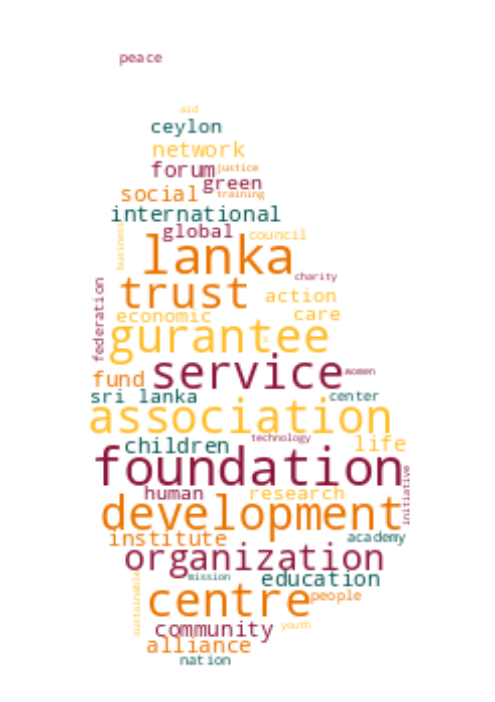 peace
aid
ceylon
network
forum justice
green
social training
international
business global council
lanka
charity
federation trust action
economic care
gurantee
service women
fund
sri lanka center
association
children technology life
foundation
human research initiative
development
institute academy
organization
mission education
sustainable centre people
community youth
alliance
nation